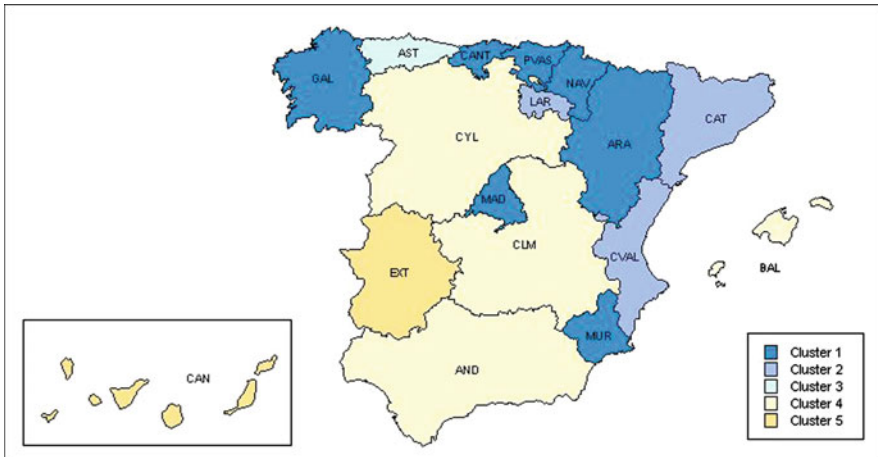 GAL
AST
CANT
PVAS
NAV
LAR
CAT
CYL
ARA
MAD
CLM
CVAL
BAL
EXT
MUR
CAN
AND
Cluster 1
Cluster 2
Cluster 3
Cluster 4
Cluster 5